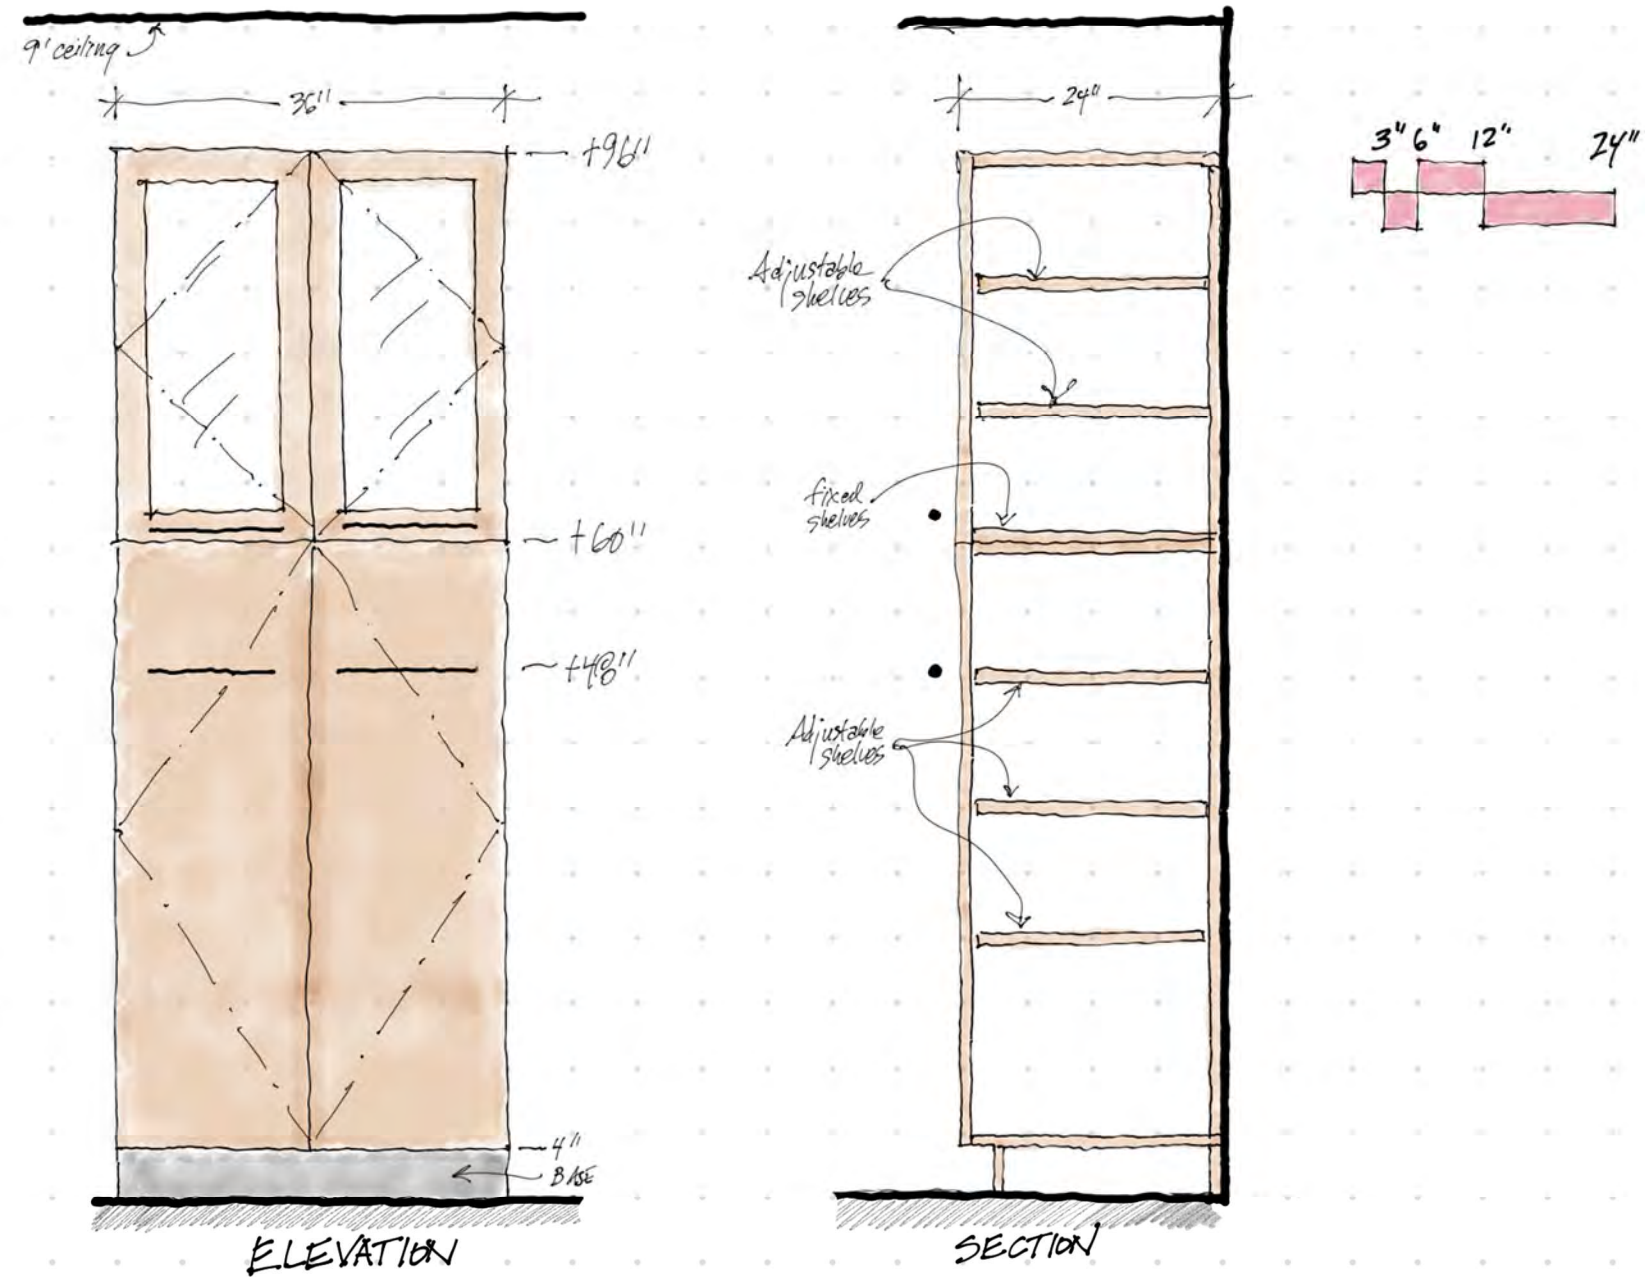 9' ceiling
36"
+96"
+60"
+48"
4"
BASE
ELEVATION
24"
Adjustable
shelves
fixed
shelves
Adjustable
shelves
SECTION
3" 6" 12" 24"